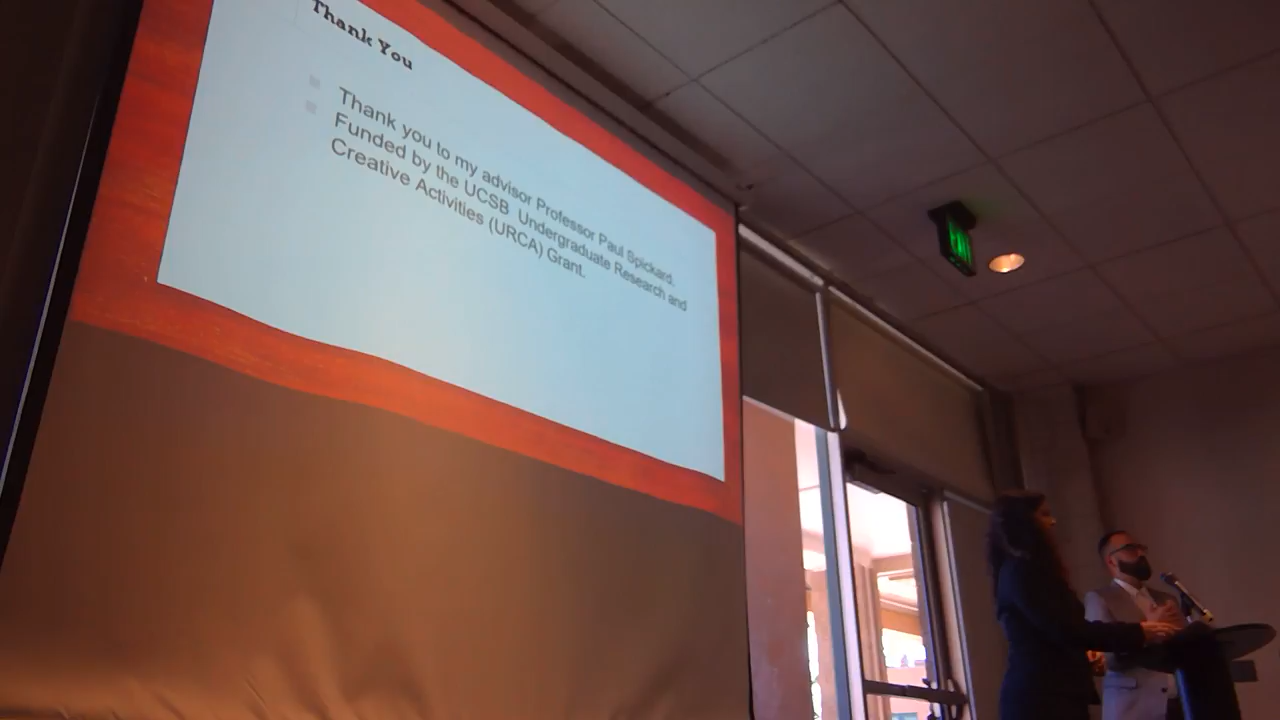 Thank You
Thank you to my advisor Professor Paul Spickard.
Funded by the UCSB Undergraduate Research and
Creative Activities (URCA) Grant.